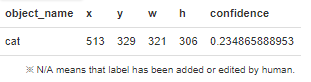 object_name x y w h confidence
cat 513 329 321 306 0.234865888953
※ N/A means that label has been added or edited by human.